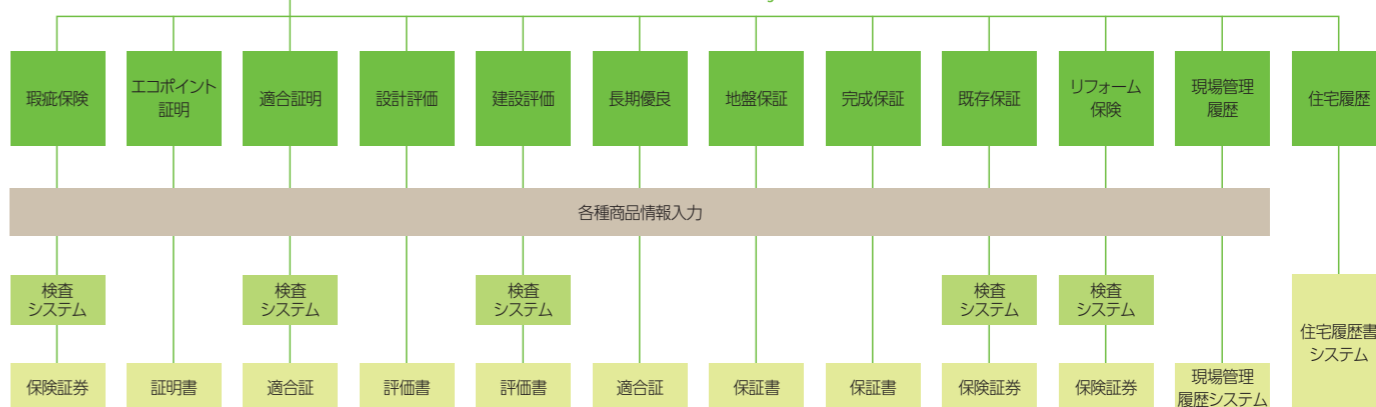 瑕疵保険
エコポイント
証明
適合証明
設計評価
建設評価
長期優良
地盤保証
完成保証
既存保証
リフォーム
保険
現場管理
履歴
住宅履歴
各種商品情報入力
検査
システム
検査
システム
検査
システム
検査
システム
検査
システム
住宅履歴書
システム
保険証券
証明書
適合証
評価書
評価書
適合証
保証書
保証書
保険証券
保険証券
現場管理
履歴システム